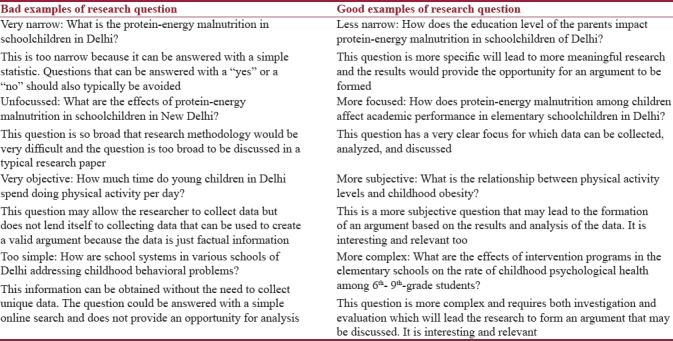 Bad examples of research question
Good examples of research question
Very narrow: What is the protein-energy malnutrition in
schoolchildren in Delhi?
Less narrow: How does the education level of the parents impact
protein-energy malnutrition in schoolchildren of Delhi?
This is too narrow because it can be answered with a simple
statistic. Questions that can be answered with a “yes” or a
“no” should also typically be avoided
This question is more specific will lead to more meaningful research
and the results would provide the opportunity for an argument to be
formed
Unfocussed: What are the effects of protein-energy
malnutrition in schoolchildren in New Delhi?
More focused: How does protein-energy malnutrition among children
affect academic performance in elementary schoolchildren in Delhi?
This question is so broad that research methodology would be
very difficult and the question is too broad to be discussed in a
typical research paper
This question has a very clear focus for which data can be collected,
analyzed, and discussed
Very objective: How much time do young children in Delhi
spend doing physical activity per day?
More subjective: What is the relationship between physical activity
levels and childhood obesity?
This question may allow the researcher to collect data but
does not lend itself to collecting data that can be used to create
a valid argument because the data is just factual information
This is a more subjective question that may lead to the formation
of an argument based on the results and analysis of the data. It is
interesting and relevant too
Too simple: How are school systems in various schools of
Delhi addressing childhood behavioral problems?
More complex: What are the effects of intervention programs in the
elementary schools on the rate of childhood psychological health
among 6th- 9th-grade students?
This information can be obtained without the need to collect
unique data. The question could be answered with a simple
online search and does not provide an opportunity for analysis
This question is more complex and requires both investigation and
evaluation which will lead the research to form an argument that may
be discussed. It is interesting and relevant